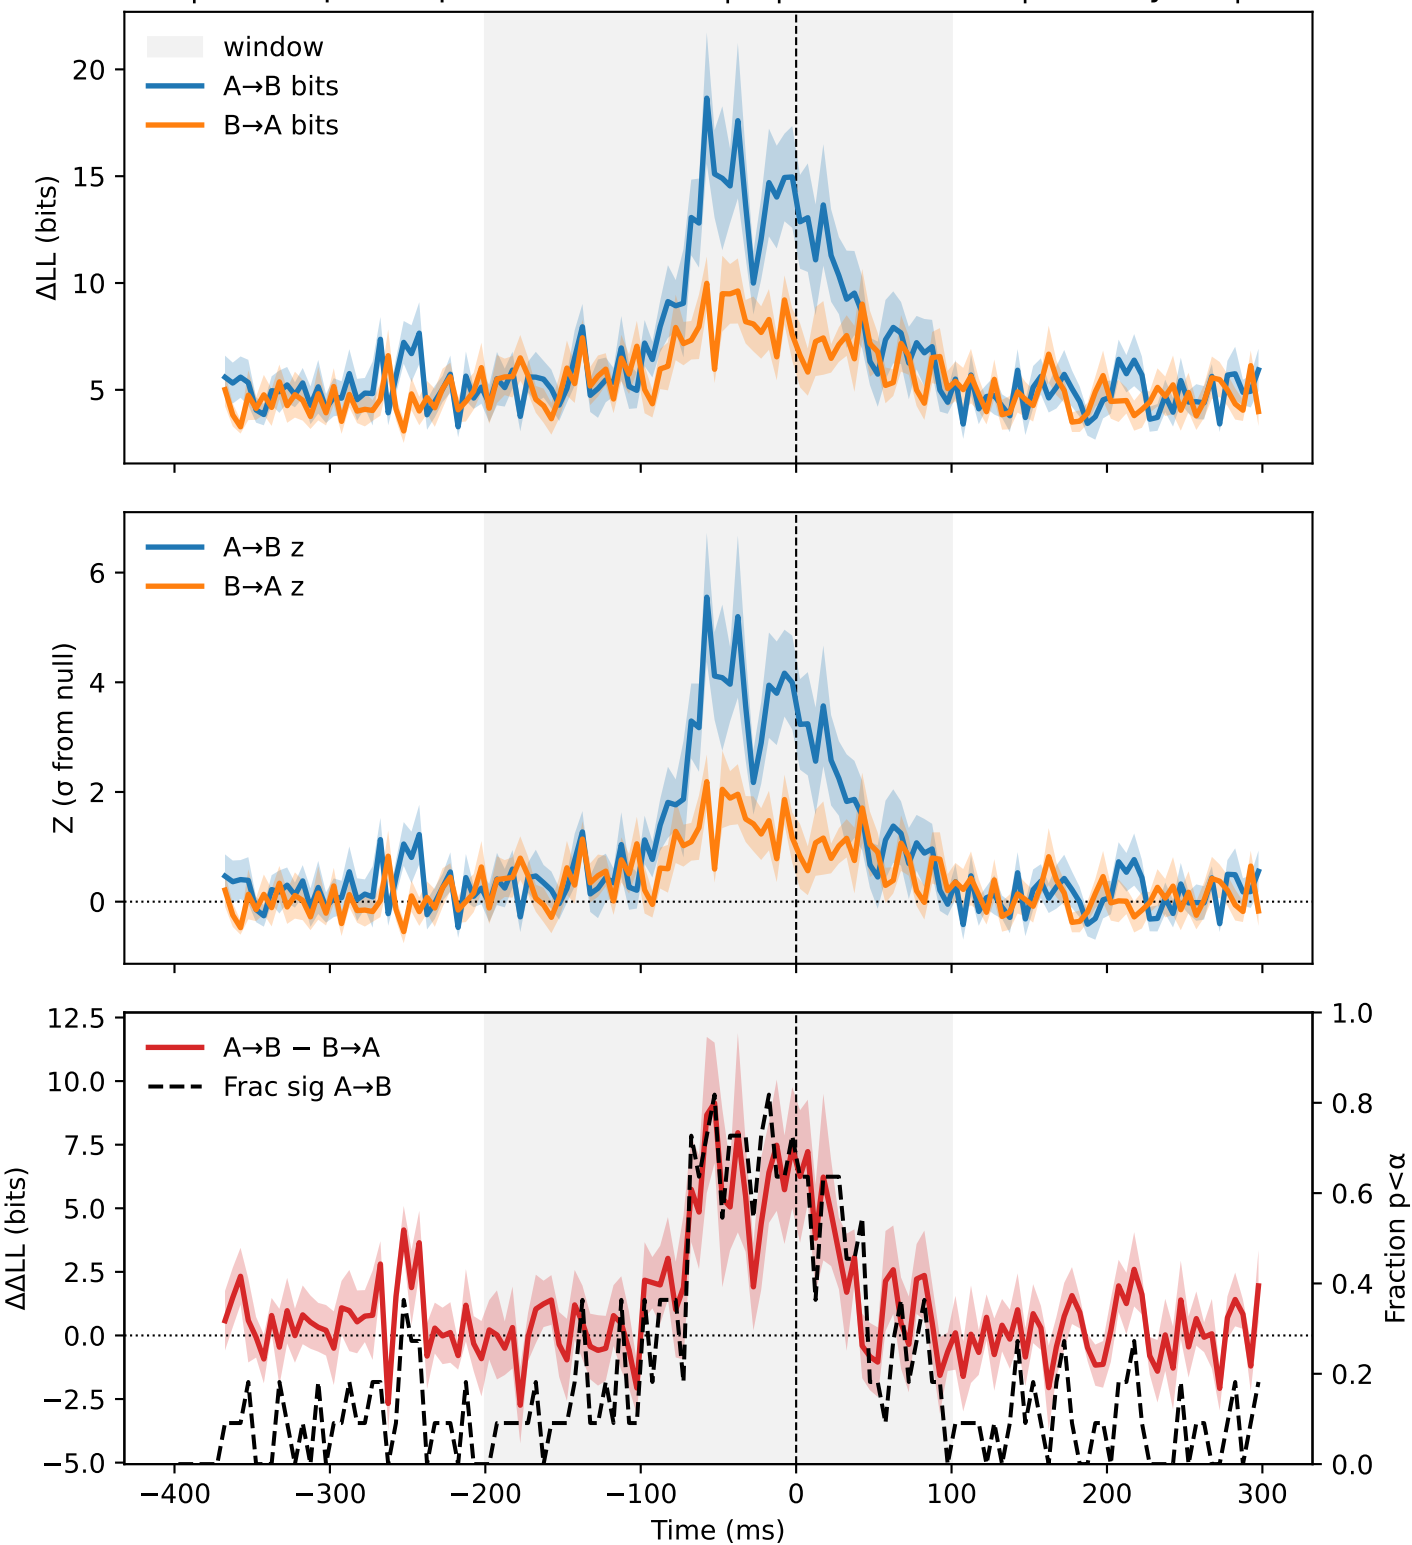 window
A→B bits
B→A bits
ΔLL (bits)
20
15
10
5
A→B z
B→A z
Z (σ from null)
6
4
2
0
A→B − B→A
Frac sig A→B
ΔΔLL (bits)
12.5
10.0
7.5
5.0
2.5
0.0
−2.5
−5.0
1.0
0.8
0.6
0.4
0.2
0.0
Fraction p<α
−400 −300 −200 −100 0 100 200 300
Time (ms)